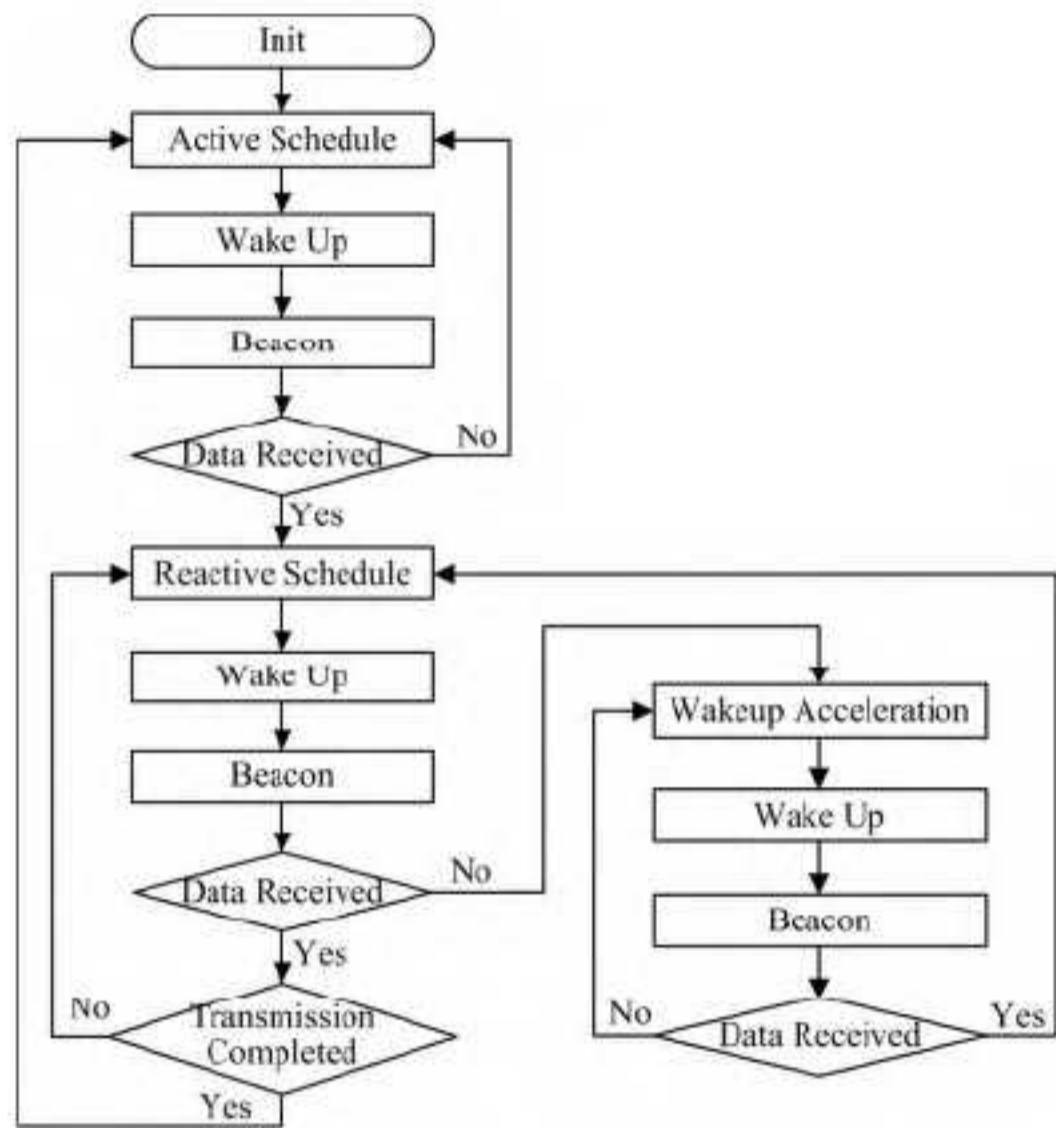 Init
Active Schedule
Wake Up
Beacon
Data Received
No
Yes
Reactive Schedule
Wake Up
Beacon
Data Received
No
Yes
Transmission
Completed
No
Yes
Wakeup Acceleration
Wake Up
Beacon
Data Received
No
Yes